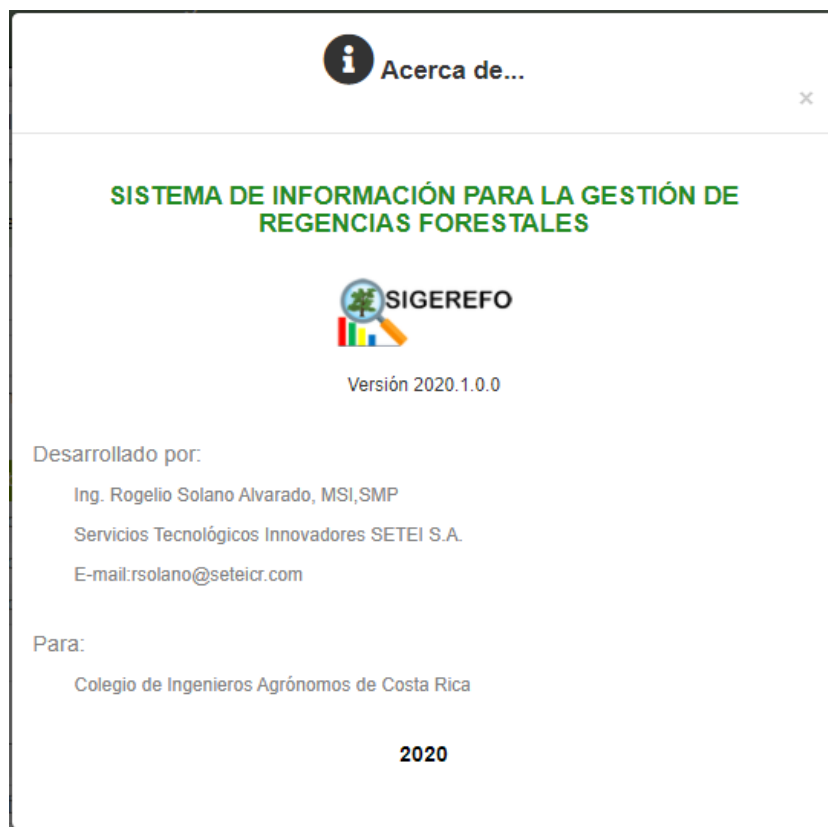 Acerca de...
×
SISTEMA DE INFORMACIÓN PARA LA GESTIÓN DE
REGENCIAS FORESTALES
SIGEREFO
Versión 2020.1.0.0
Desarrollado por:
Ing. Rogelio Solano Alvarado, MSI,SMP
Servicios Tecnológicos Innovadores SETEI S.A.
E-mail:rsolano@seteicr.com
Para:
Colegio de Ingenieros Agrónomos de Costa Rica
2020